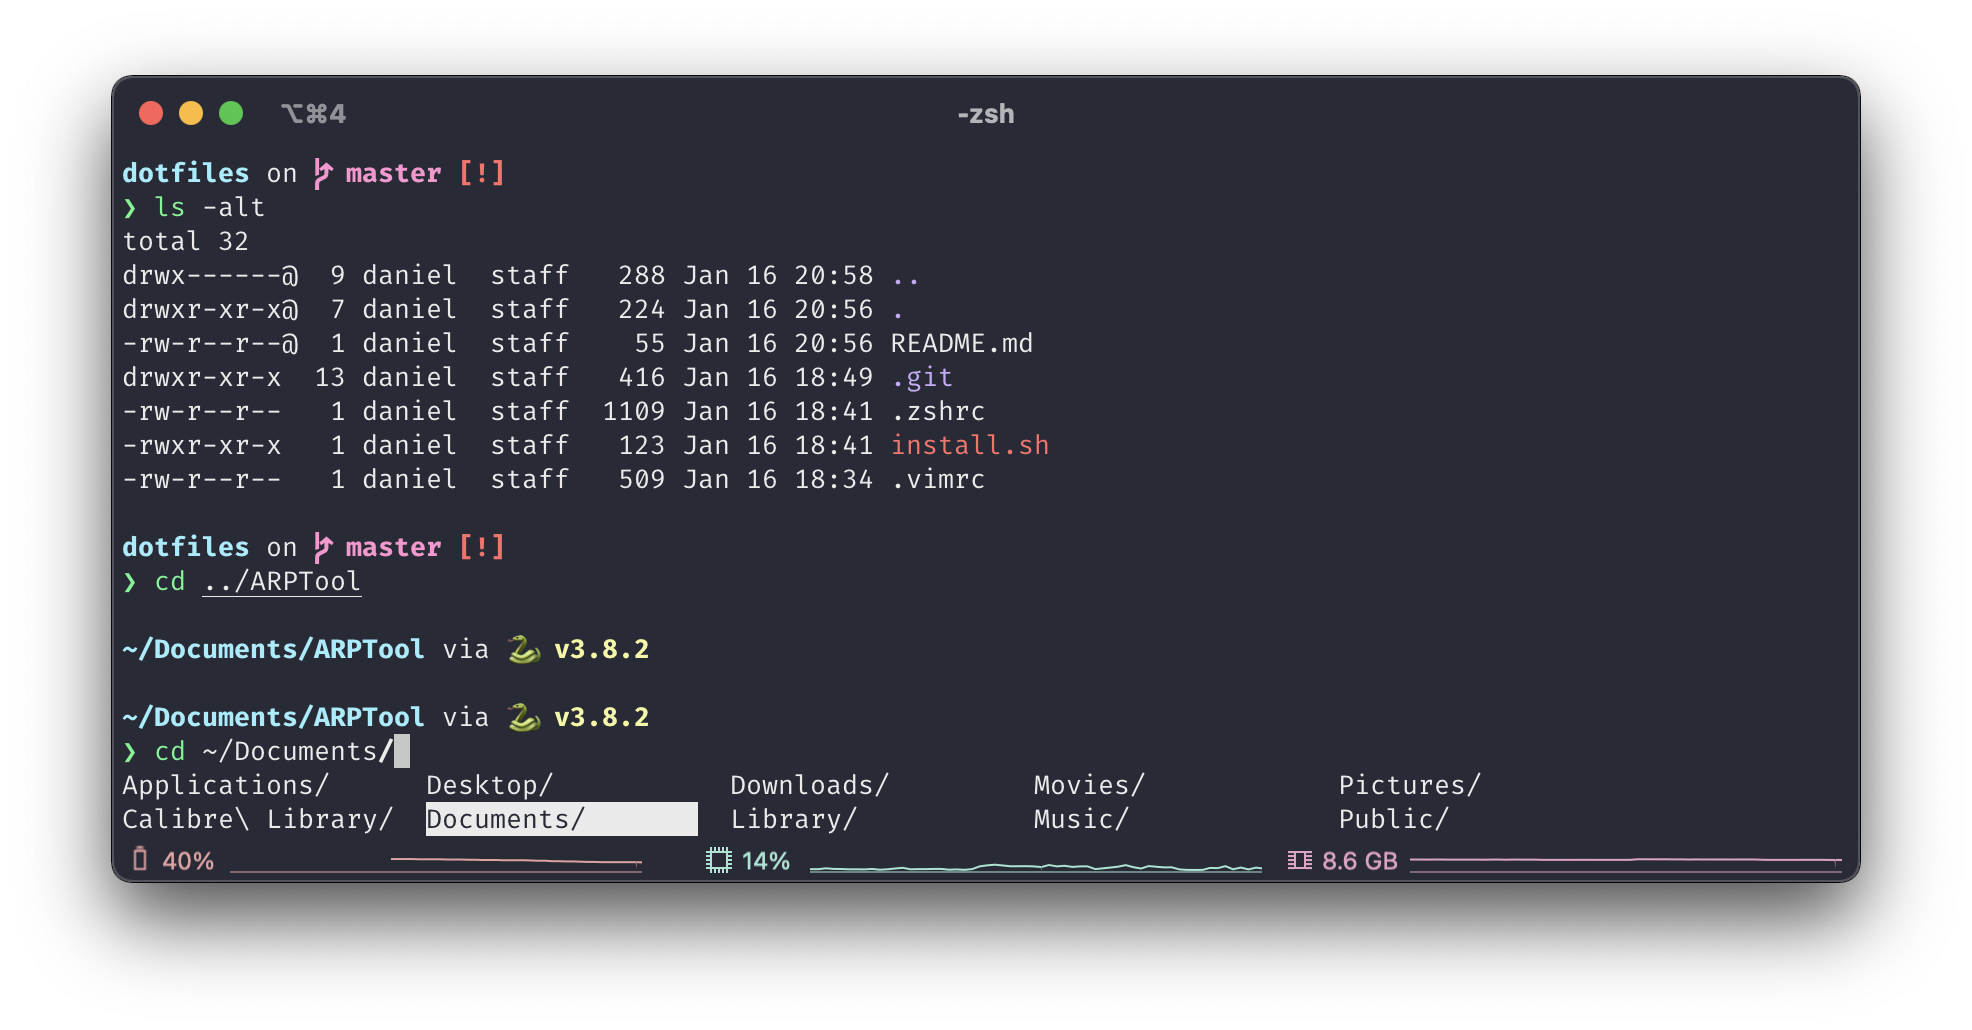 ⌥⌘4 -zsh
dotfiles on master [!]
❯ ls -alt
total 32
drwx------@  9 daniel  staff   288 Jan 16 20:58 ..
drwxr-xr-x@  7 daniel  staff   224 Jan 16 20:56 .
-rw-r--r--@  1 daniel  staff    55 Jan 16 20:56 README.md
drwxr-xr-x  13 daniel  staff   416 Jan 16 18:49 .git
-rw-r--r--   1 daniel  staff  1109 Jan 16 18:41 .zshrc
-rwxr-xr-x   1 daniel  staff   123 Jan 16 18:41 install.sh
-rw-r--r--   1 daniel  staff   509 Jan 16 18:34 .vimrc
dotfiles on master [!]
❯ cd ../ARPTool
~/Documents/ARPTool via 🐍 v3.8.2
~/Documents/ARPTool via 🐍 v3.8.2
❯ cd ~/Documents/
Applications/ Desktop/ Downloads/ Movies/ Pictures/
Calibre\ Library/ Documents/ Library/ Music/ Public/
40% 14% 8.6 GB